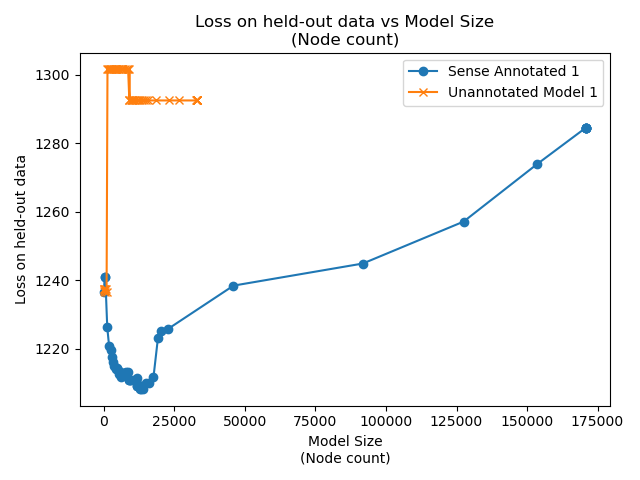 Loss on held-out data vs Model Size
(Node count)
Sense Annotated 1
Unannotated Model 1
Loss on held-out data
1300
1280
1260
1240
1220
0 25000 50000 75000 100000 125000 150000 175000
Model Size
(Node count)